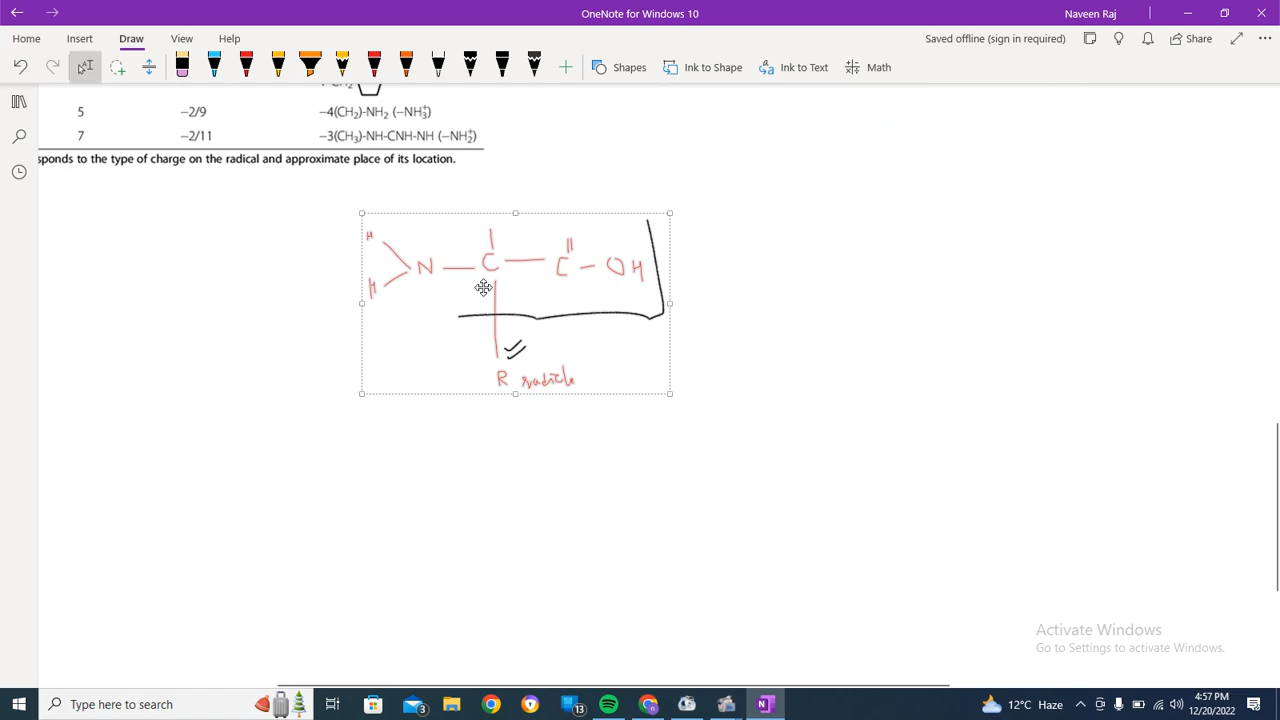 OneNote for Windows 10
Naveen Raj
Home Insert Draw View Help
Saved offline (sign in required)
Share
Shapes
Ink to Shape
Ink to Text
Math
5 −2/9 −4(CH₂)-NH₂ (−NH₃⁺)
7 −2/11 −3(CH₃)-NH-CNH-NH (−NH₂⁺)
sponds to the type of charge on the radical and approximate place of its location.
H
N C C OH
H
R radicle
Activate Windows
Go to Settings to activate Windows.
Type here to search
3
13
12°C Haze
4:57 PM
12/20/2022